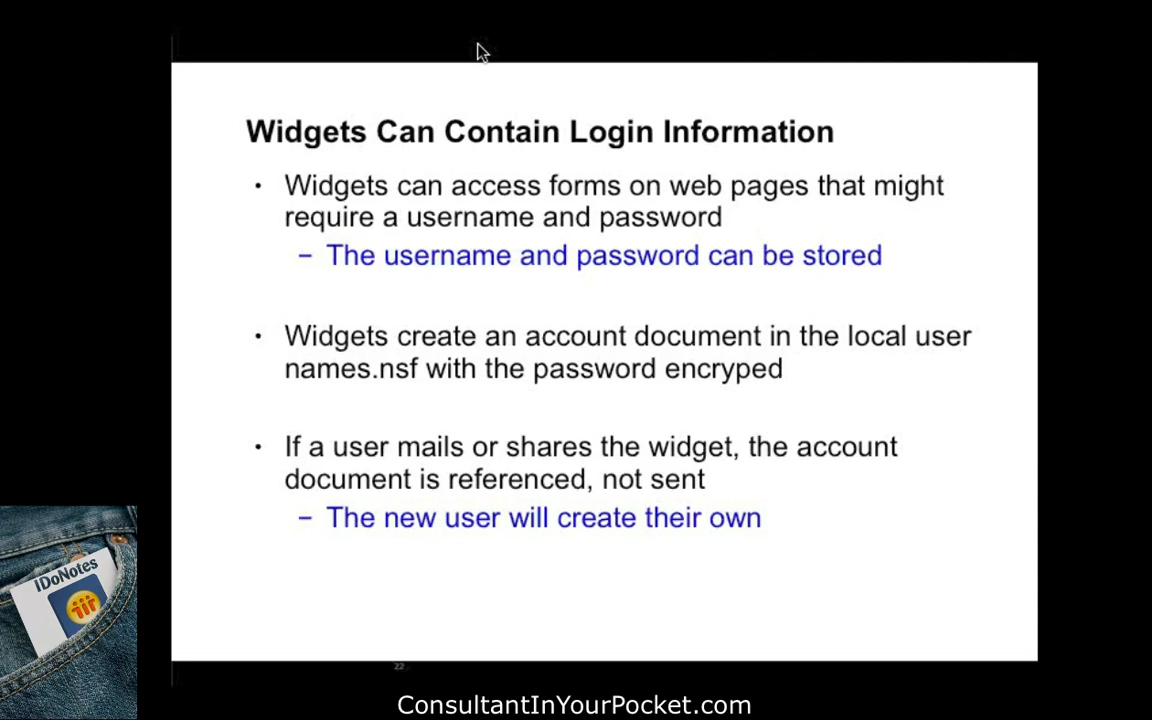 Widgets Can Contain Login Information
• Widgets can access forms on web pages that might
require a username and password
– The username and password can be stored
• Widgets create an account document in the local user
names.nsf with the password encryped
• If a user mails or shares the widget, the account
document is referenced, not sent
– The new user will create their own
IDoNotes
22
ConsultantInYourPocket.com